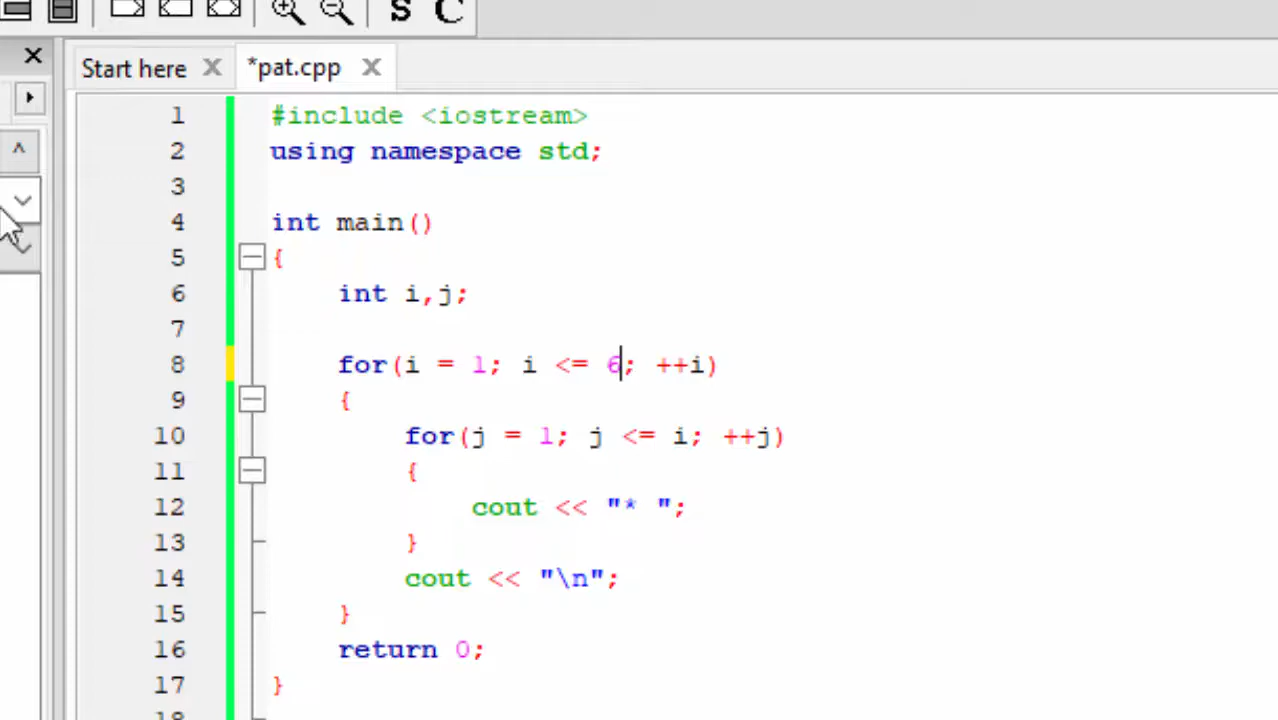 S C
Start here *pat.cpp
1 #include <iostream>
2 using namespace std;
3
4 int main()
5 {
6 int i,j;
7
8 for(i = 1; i <= 6; ++i)
9 {
10 for(j = 1; j <= i; ++j)
11 {
12 cout << "* ";
13 }
14 cout << "\n";
15 }
16 return 0;
17 }
18